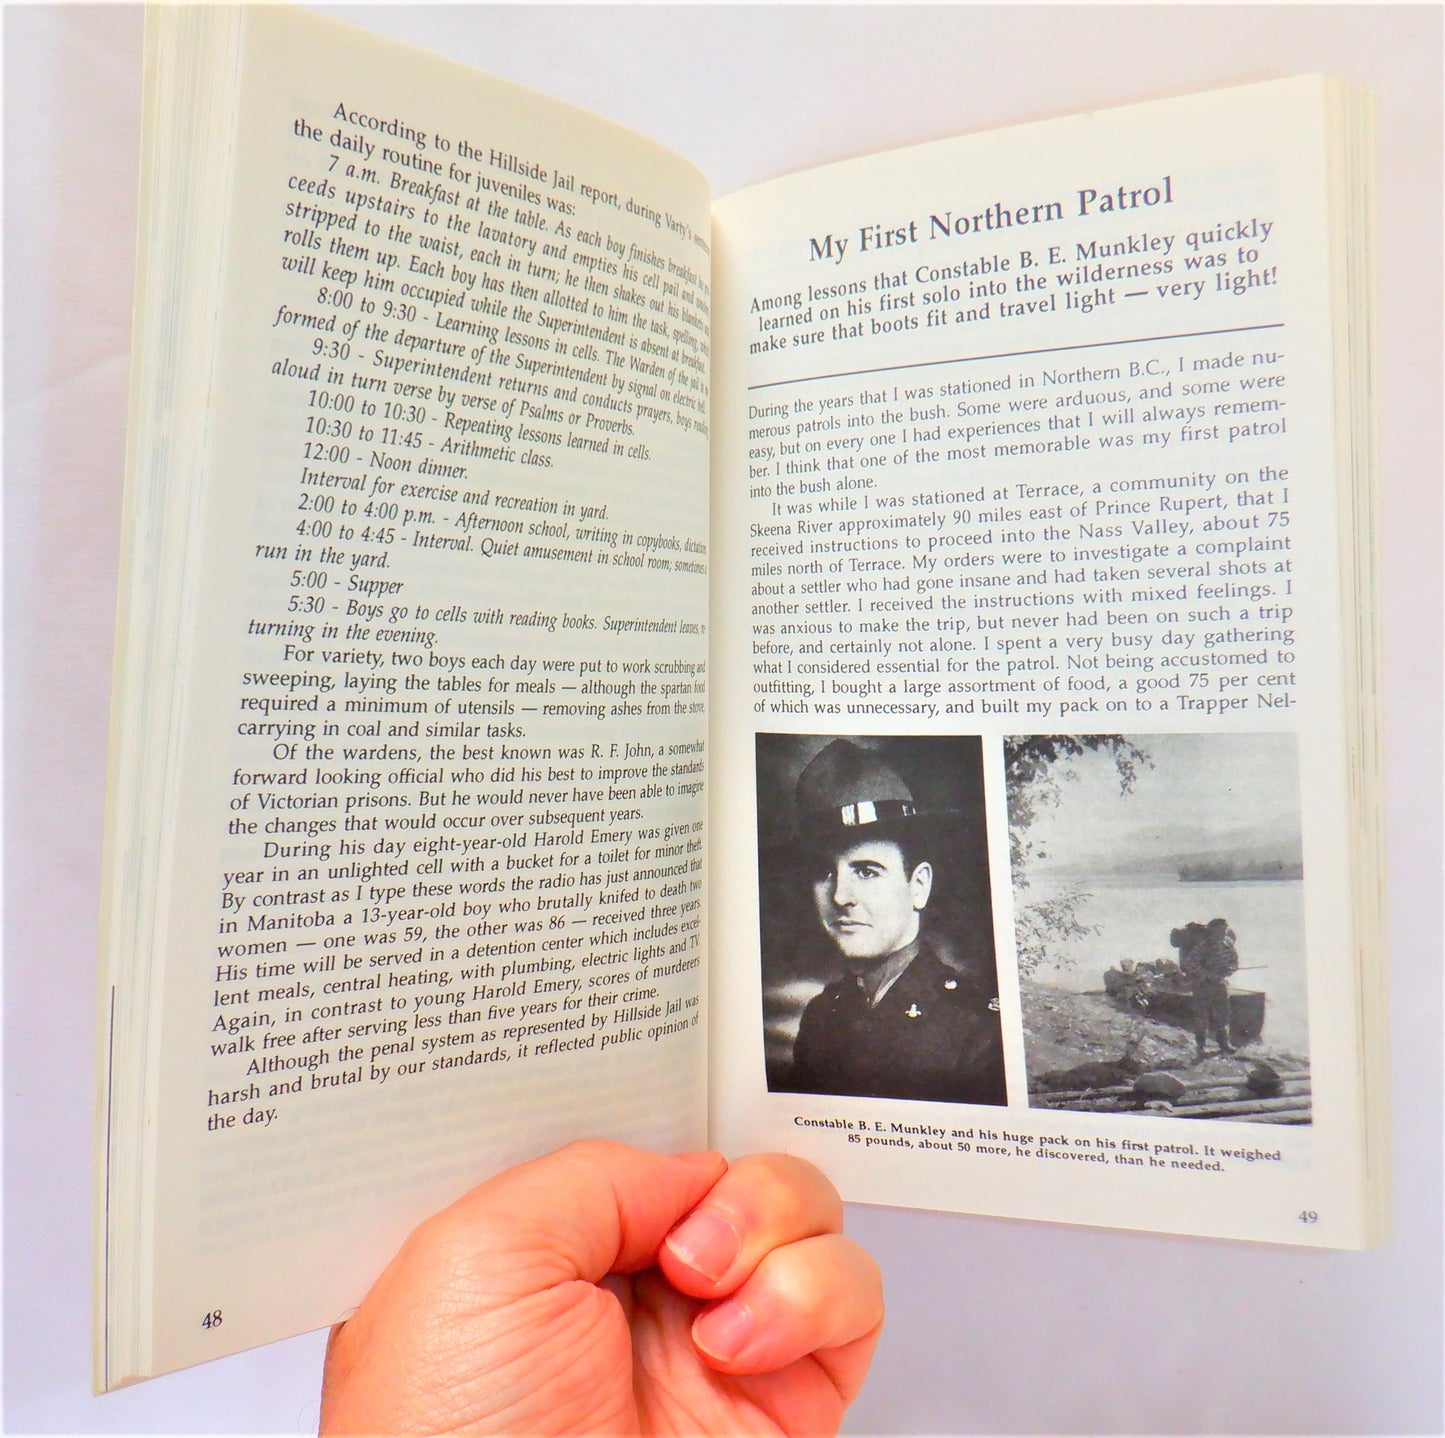 According to the Hillside Jail report, during Varty's
the daily routine for juveniles was:
7 a.m. Breakfast at the table. As each boy finishes breakfast he
ceeds upstairs to the lavatory and empties his cell pail and
stripped to the waist, each in turn; he then shakes out his blankets and
rolls them up. Each boy has then allotted to him the task, spelling,
will keep him occupied while the Superintendent is absent at breakfast.
8:00 to 9:30 - Learning lessons in cells. The Warden of the jail is
formed of the departure of the Superintendent by signal on electric bell.
9:30 - Superintendent returns and conducts prayers, boys reading
aloud in turn verse by verse of Psalms or Proverbs.
10:00 to 10:30 - Repeating lessons learned in cells.
10:30 to 11:45 - Arithmetic class.
12:00 - Noon dinner.
Interval for exercise and recreation in yard.
2:00 to 4:00 p.m. - Afternoon school, writing in copybooks, dictation
4:00 to 4:45 - Interval. Quiet amusement in school room; sometimes a
run in the yard.
5:00 - Supper
5:30 - Boys go to cells with reading books. Superintendent leaves, re-
turning in the evening.
For variety, two boys each day were put to work scrubbing and
sweeping, laying the tables for meals — although the spartan food
required a minimum of utensils — removing ashes from the stove,
carrying in coal and similar tasks.
Of the wardens, the best known was R. F. John, a somewhat
forward looking official who did his best to improve the standards
of Victorian prisons. But he would never have been able to imagine
the changes that would occur over subsequent years.
During his day eight-year-old Harold Emery was given one
year in an unlighted cell with a bucket for a toilet for minor theft.
By contrast as I type these words the radio has just announced that
in Manitoba a 13-year-old boy who brutally knifed to death two
women — one was 59, the other was 86 — received three years.
His time will be served in a detention center which includes excel-
lent meals, central heating, with plumbing, electric lights and TV.
Again, in contrast to young Harold Emery, scores of murderers
walk free after serving less than five years for their crime.
Although the penal system as represented by Hillside Jail was
harsh and brutal by our standards, it reflected public opinion of
the day.
48
My First Northern Patrol
Among lessons that Constable B. E. Munkley quickly
learned on his first solo into the wilderness was to
make sure that boots fit and travel light — very light!
During the years that I was stationed in Northern B.C., I made nu-
merous patrols into the bush. Some were arduous, and some were
easy, but on every one I had experiences that I will always remem-
ber. I think that one of the most memorable was my first patrol
into the bush alone.
It was while I was stationed at Terrace, a community on the
Skeena River approximately 90 miles east of Prince Rupert, that I
received instructions to proceed into the Nass Valley, about 75
miles north of Terrace. My orders were to investigate a complaint
about a settler who had gone insane and had taken several shots at
another settler. I received the instructions with mixed feelings. I
was anxious to make the trip, but never had been on such a trip
before, and certainly not alone. I spent a very busy day gathering
what I considered essential for the patrol. Not being accustomed to
outfitting, I bought a large assortment of food, a good 75 per cent
of which was unnecessary, and built my pack on to a Trapper Nel-
Constable B. E. Munkley and his huge pack on his first patrol. It weighed
85 pounds, about 50 more, he discovered, than he needed.
49